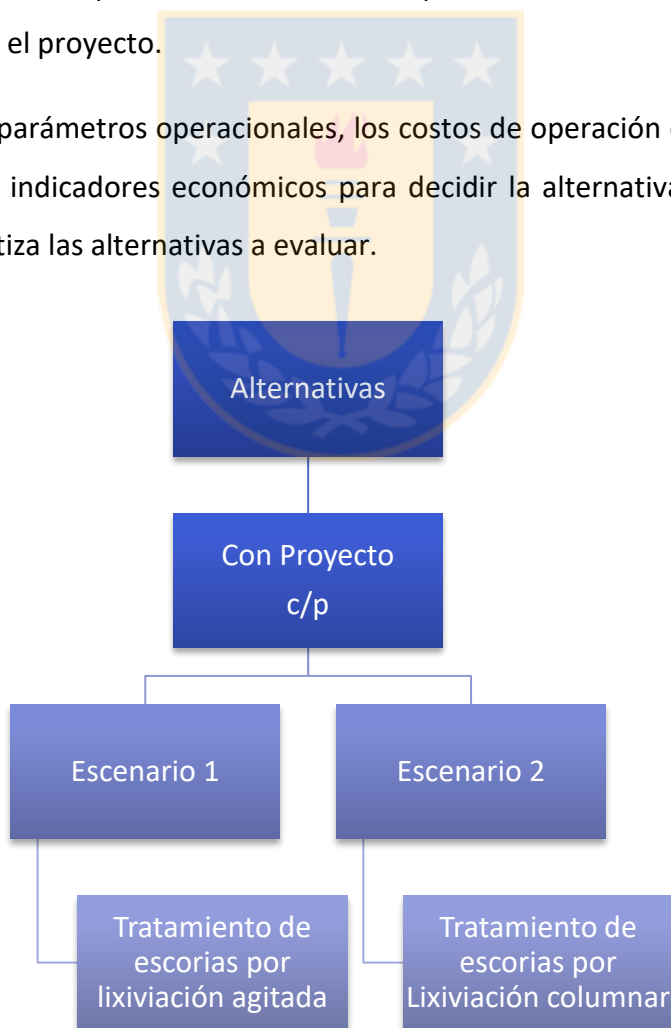 el proyecto.
parámetros operacionales, los costos de operación
indicadores económicos para decidir la alternativa
las alternativas a evaluar.
Alternativas
Con Proyecto
c/p
Escenario 1
Escenario 2
Tratamiento de
escorias por
lixiviación agitada
Tratamiento de
escorias por
Lixiviación columnar